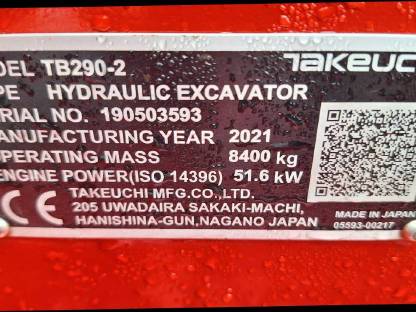 DEL TB290-2
TAKEUCHI
PE HYDRAULIC EXCAVATOR
RIAL NO. 190503593
MANUFACTURING YEAR 2021
OPERATING MASS 8400 kg
ENGINE POWER(ISO 14396) 51.6 kW
CE
TAKEUCHI MFG.CO.,LTD.
205 UWADAIRA SAKAKI-MACHI,
HANISHINA-GUN,NAGANO JAPAN
MADE IN JAPAN
05593-00217